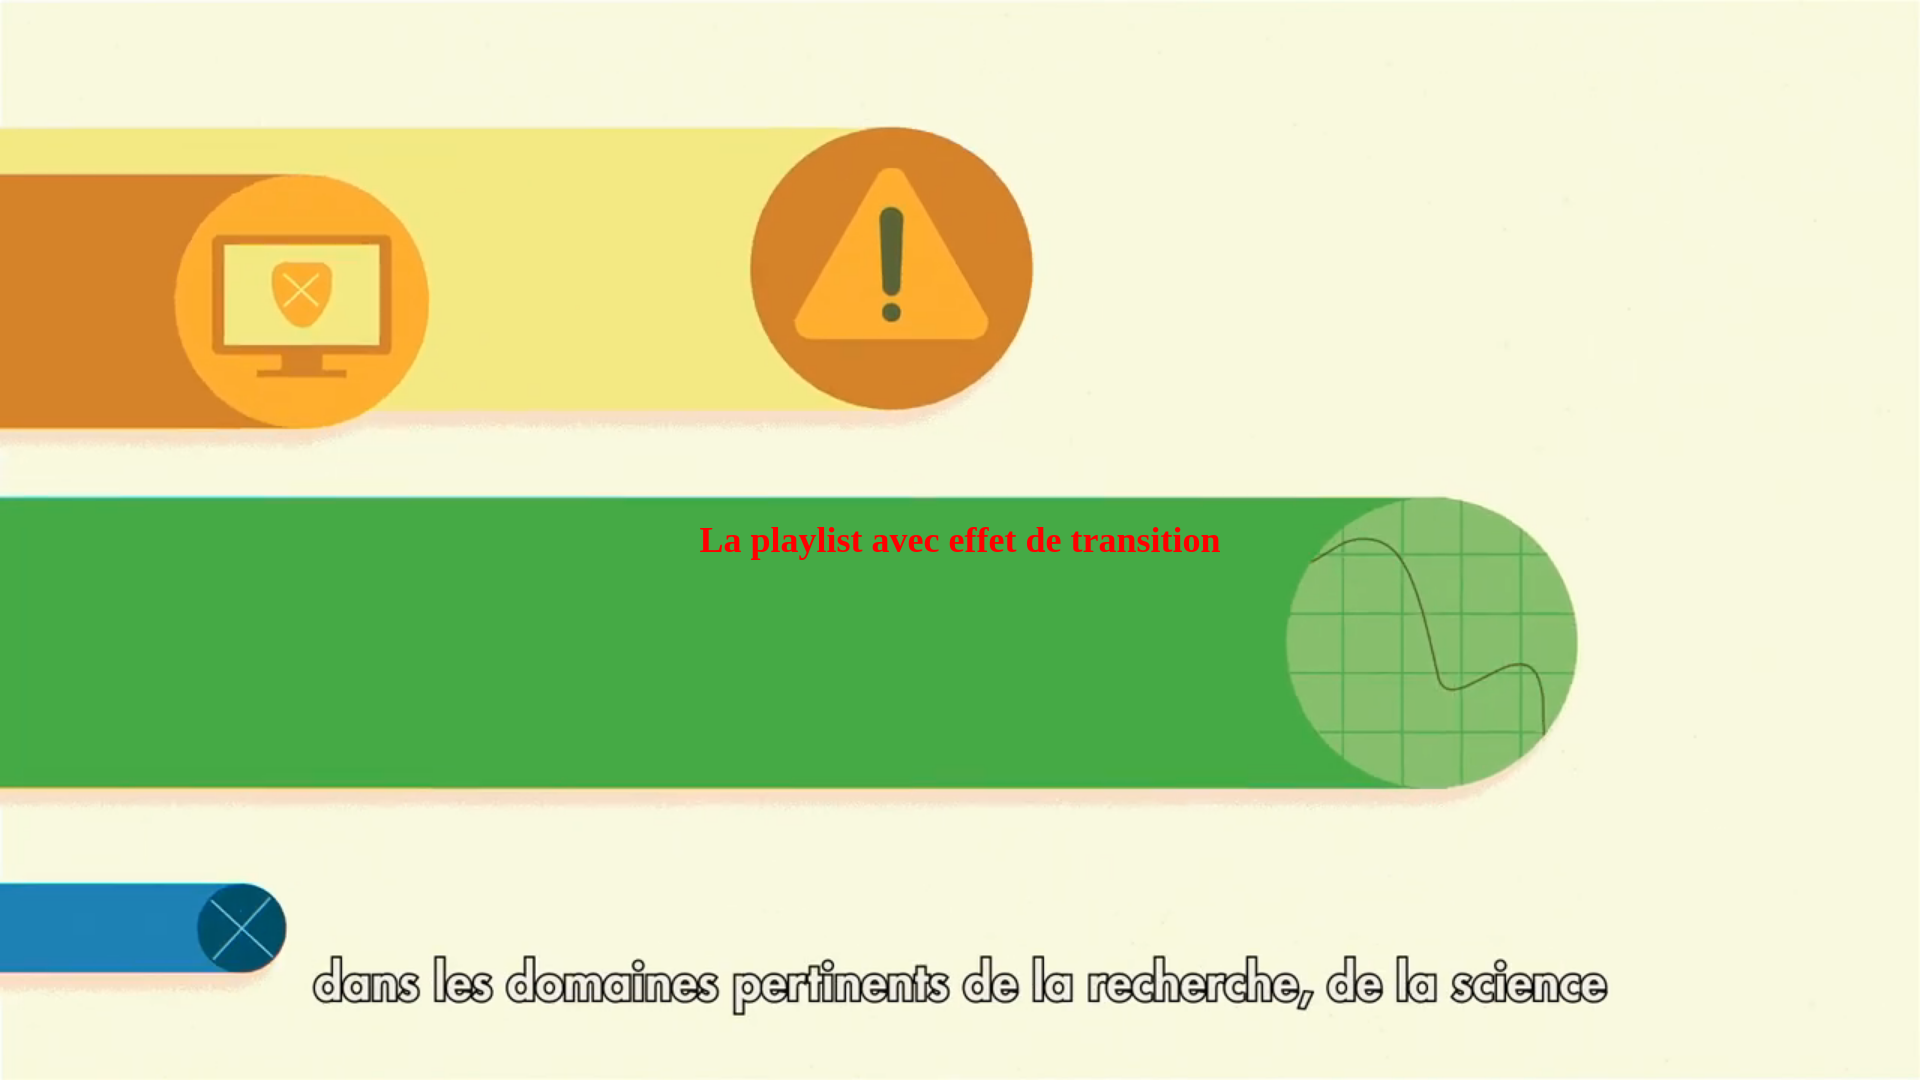 La playlist avec effet de transition
dans les domaines pertinents de la recherche, de la science